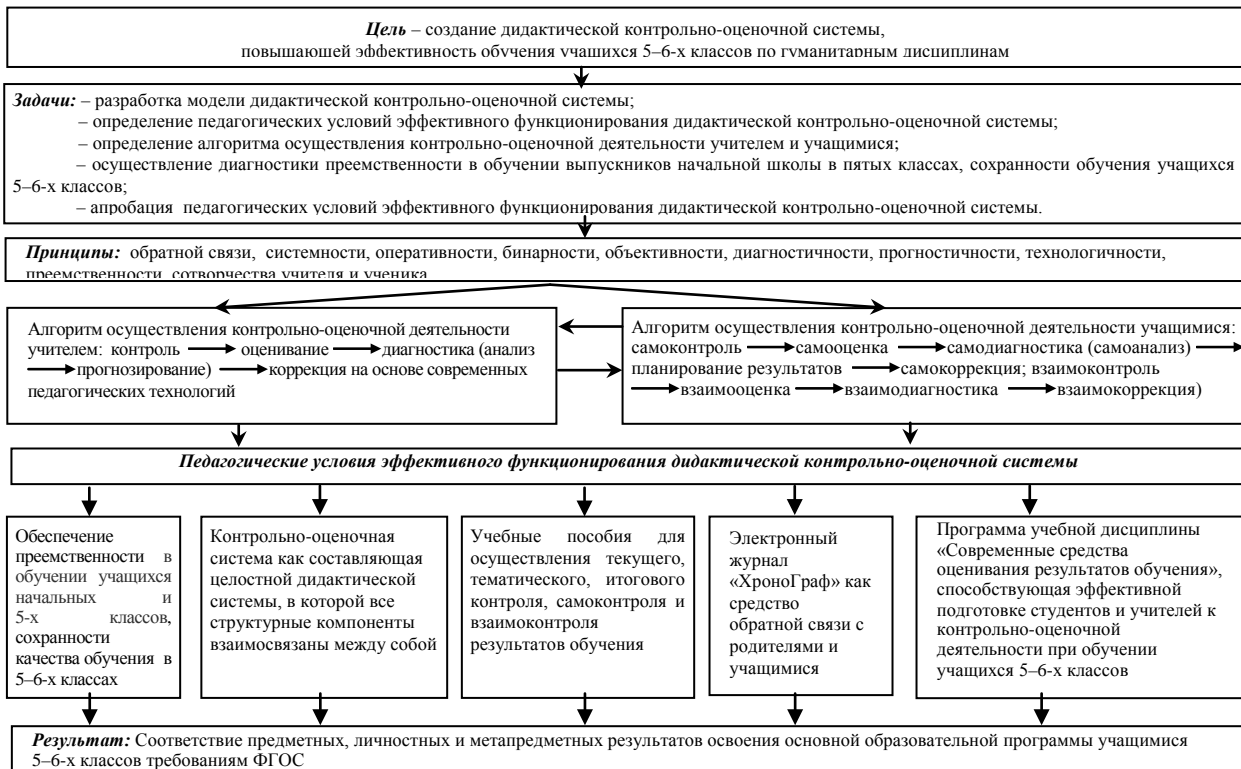 Цель – создание дидактической контрольно-оценочной системы,
повышающей эффективность обучения учащихся 5–6-х классов по гуманитарным дисциплинам
Задачи: – разработка модели дидактической контрольно-оценочной системы;
– определение педагогических условий эффективного функционирования дидактической контрольно-оценочной системы;
– определение алгоритма осуществления контрольно-оценочной деятельности учителем и учащимися;
– осуществление диагностики преемственности в обучении выпускников начальной школы в пятых классах, сохранности обучения учащихся
5–6-х классов;
– апробация педагогических условий эффективного функционирования дидактической контрольно-оценочной системы.
Принципы: обратной связи, системности, оперативности, бинарности, объективности, диагностичности, прогностичности, технологичности,
преемственности, сотворчества учителя и ученика
Алгоритм осуществления контрольно-оценочной деятельности
учителем: контроль оценивание диагностика (анализ
прогнозирование) коррекция на основе современных
педагогических технологий
Алгоритм осуществления контрольно-оценочной деятельности учащимися:
самоконтроль самооценка самодиагностика (самоанализ)
планирование результатов самокоррекция; взаимоконтроль
взаимооценка взаимодиагностика взаимокоррекция)
Педагогические условия эффективного функционирования дидактической контрольно-оценочной системы
Обеспечение
преемственности в
обучении учащихся
начальных и
5-х классов,
сохранности
качества обучения в
5–6-х классах
Контрольно-оценочная
система как составляющая
целостной дидактической
системы, в которой все
структурные компоненты
взаимосвязаны между собой
Учебные пособия для
осуществления текущего,
тематического, итогового
контроля, самоконтроля и
взаимоконтроля
результатов обучения
Электронный
журнал
«ХроноГраф» как
средство
обратной связи с
родителями и
учащимися
Программа учебной дисциплины
«Современные средства
оценивания результатов обучения»,
способствующая эффективной
подготовке студентов и учителей к
контрольно-оценочной
деятельности при обучении
учащихся 5–6-х классов
Результат: Соответствие предметных, личностных и метапредметных результатов освоения основной образовательной программы учащимися
5–6-х классов требованиям ФГОС